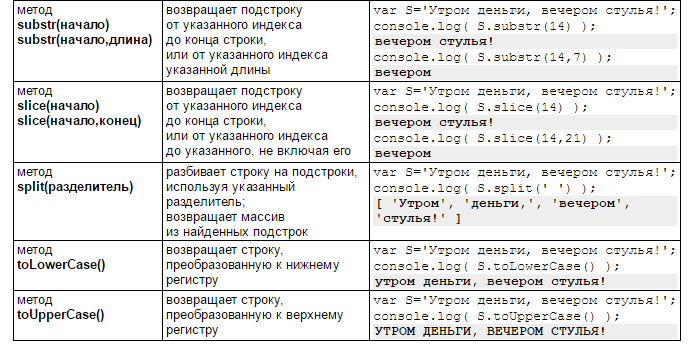 метод
substr(начало)
substr(начало,длина)
возвращает подстроку
от указанного индекса
до конца строки,
или от указанного индекса
указанной длины
var S='Утром деньги, вечером стулья!';
console.log( S.substr(14) );
вечером стулья!
console.log( S.substr(14,7) );
вечером
метод
slice(начало)
slice(начало,конец)
возвращает подстроку
от указанного индекса
до конца строки,
или от указанного индекса
до указанного, не включая его
var S='Утром деньги, вечером стулья!';
console.log( S.slice(14) );
вечером стулья!
console.log( S.slice(14,21) );
вечером
метод
split(разделитель)
разбивает строку на подстроки,
используя указанный
разделитель;
возвращает массив
из найденных подстрок
var S='Утром деньги, вечером стулья!';
console.log( S.split(' ') );
[ 'Утром', 'деньги,', 'вечером',
'стулья!' ]
метод
toLowerCase()
возвращает строку,
преобразованную к нижнему
регистру
var S='Утром деньги, вечером стулья!';
console.log( S.toLowerCase() );
утром деньги, вечером стулья!
метод
toUpperCase()
возвращает строку,
преобразованную к верхнему
регистру
var S='Утром деньги, вечером стулья!';
console.log( S.toUpperCase() );
УТРОМ ДЕНЬГИ, ВЕЧЕРОМ СТУЛЬЯ!